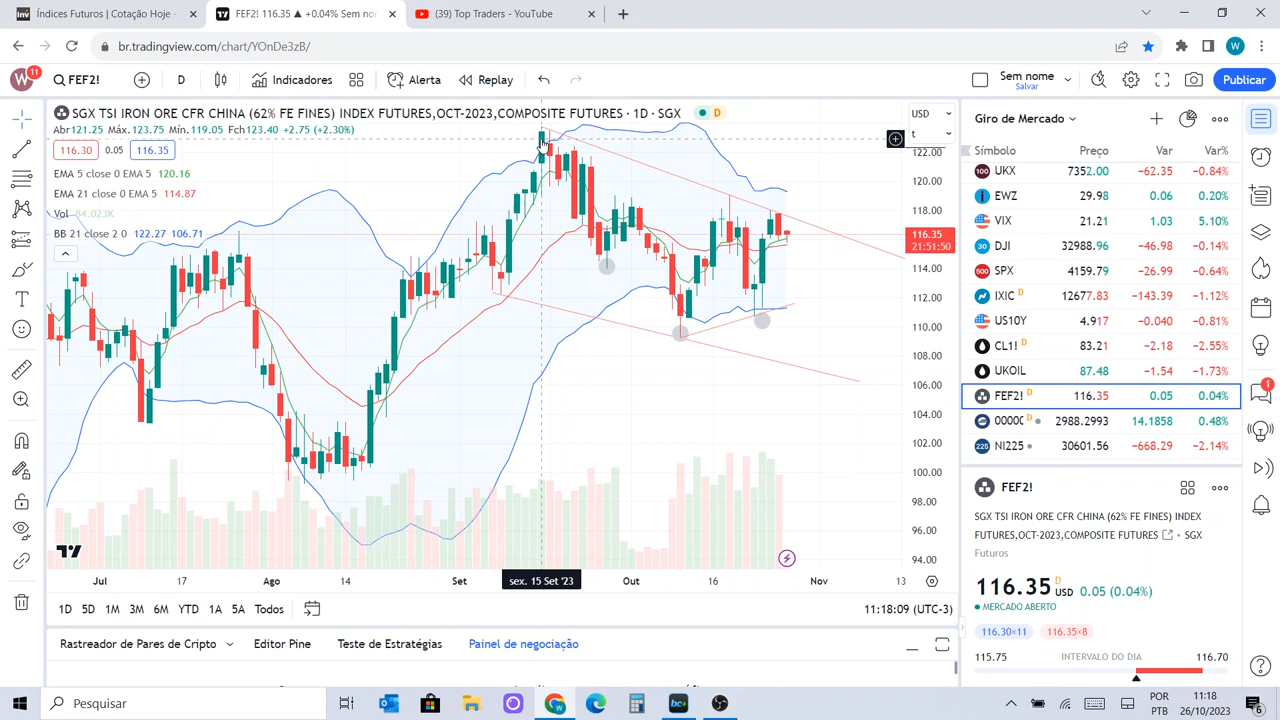 Índices Futuros | Cotação Hoje -
FEF2! 116.35 ▲ +0.04% Sem nom
(39) Top Traders - YouTube
br.tradingview.com/chart/YOnDe3zB/
W
W
11
FEF2!
D
Indicadores
Alerta
Replay
Sem nome
Salvar
Publicar
SGX TSI IRON ORE CFR CHINA (62% FE FINES) INDEX FUTURES,OCT-2023,COMPOSITE FUTURES · 1D · SGX
D
Abr121.25 Máx.123.75 Mín.119.05 Fch123.40 +2.75 (+2.30%)
116.30 0.05 116.35
EMA 5 close 0 EMA 5 120.16
EMA 21 close 0 EMA 5 114.87
Vol 84.023K
BB 21 close 2 0 122.27 106.71
USD
t
122.00
120.00
118.00
116.35
21:51:50
114.00
112.00
110.00
108.00
106.00
104.00
102.00
100.00
98.00
96.00
94.00
Jul 17 Ago 14 Set sex. 15 Set '23 Out 16 Nov 13
1D 5D 1M 3M 6M YTD 1A 5A Todos
11:18:09 (UTC-3)
Rastreador de Pares de Cripto
Editor Pine
Teste de Estratégias
Painel de negociação
Giro de Mercado
Símbolo Preço Var Var%
UKX 7352.00 −62.35 −0.84%
EWZ 29.98 0.06 0.20%
VIX 21.21 1.03 5.10%
DJI 32988.96 −46.98 −0.14%
SPX 4159.79 −26.99 −0.64%
IXIC D 12677.83 −143.39 −1.12%
US10Y 4.917 −0.040 −0.81%
CL1! D 83.21 −2.18 −2.55%
UKOIL 87.48 −1.54 −1.73%
FEF2! D 116.35 0.05 0.04%
00000 D 2988.2993 14.1858 0.48%
NI225 30601.56 −668.29 −2.14%
FEF2!
SGX TSI IRON ORE CFR CHINA (62% FE FINES) INDEX
FUTURES,OCT-2023,COMPOSITE FUTURES · SGX
Futuros
116.35 D USD 0.05 (0.04%)
MERCADO ABERTO
116.30×11 116.35×8
115.75 INTERVALO DO DIA 116.70
1
Pesquisar
POR
PTB
11:18
26/10/2023
6